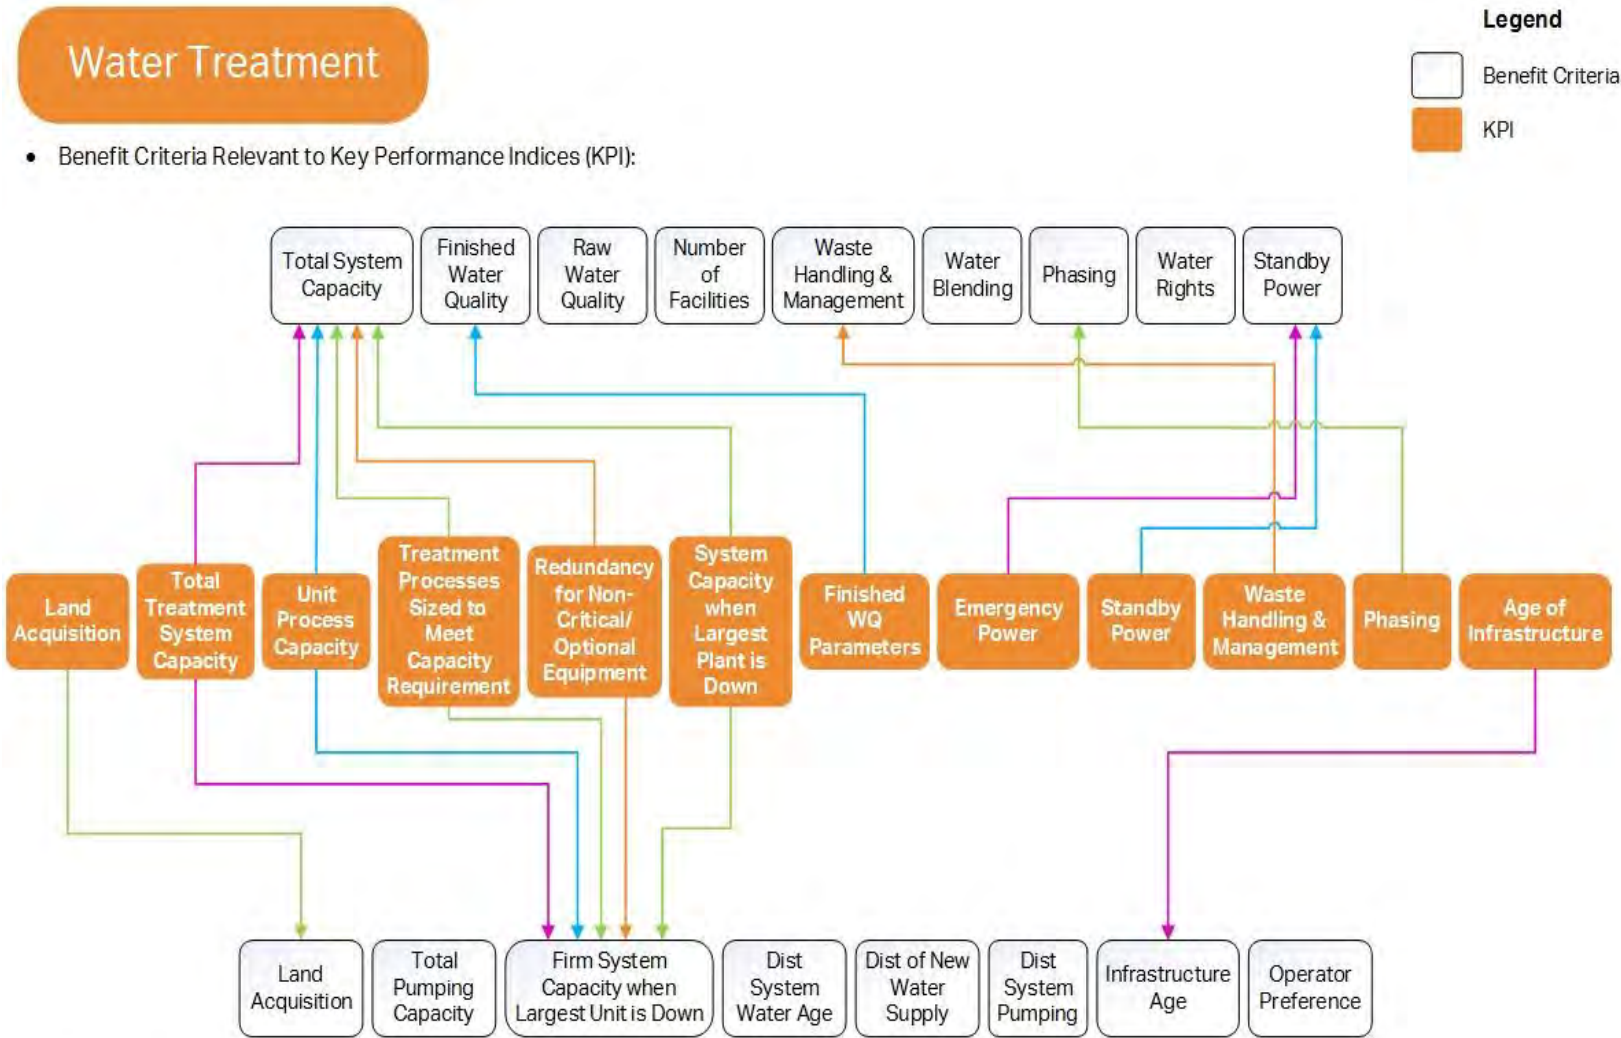 Water Treatment
Legend
Benefit Criteria
KPI
• Benefit Criteria Relevant to Key Performance Indices (KPI):
Total System
Capacity
Finished
Water
Quality
Raw
Water
Quality
Number
of
Facilities
Waste
Handling &
Management
Water
Blending
Phasing
Water
Rights
Standby
Power
Land
Acquisition
Total
Treatment
System
Capacity
Unit
Process
Capacity
Treatment
Processes
Sized to
Meet
Capacity
Requirement
Redundancy
for Non-
Critical/
Optional
Equipment
System
Capacity
when
Largest
Plant is
Down
Finished
WQ
Parameters
Emergency
Power
Standby
Power
Waste
Handling &
Management
Phasing
Age of
Infrastructure
Land
Acquisition
Total
Pumping
Capacity
Firm System
Capacity when
Largest Unit is Down
Dist
System
Water Age
Dist of New
Water
Supply
Dist
System
Pumping
Infrastructure
Age
Operator
Preference